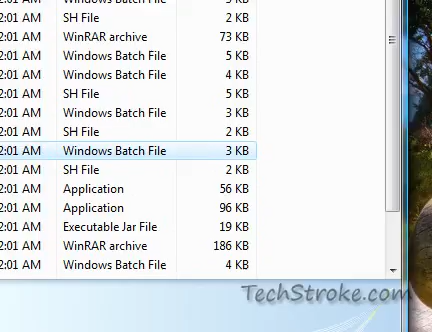 2:01 AM Windows Batch File 5 KB
2:01 AM SH File 2 KB
2:01 AM WinRAR archive 73 KB
2:01 AM Windows Batch File 5 KB
2:01 AM Windows Batch File 4 KB
2:01 AM SH File 5 KB
2:01 AM Windows Batch File 3 KB
2:01 AM SH File 2 KB
2:01 AM Windows Batch File 3 KB
2:01 AM SH File 2 KB
2:01 AM Application 56 KB
2:01 AM Application 96 KB
2:01 AM Executable Jar File 19 KB
2:01 AM WinRAR archive 186 KB
2:01 AM Windows Batch File 4 KB
TechStroke.com